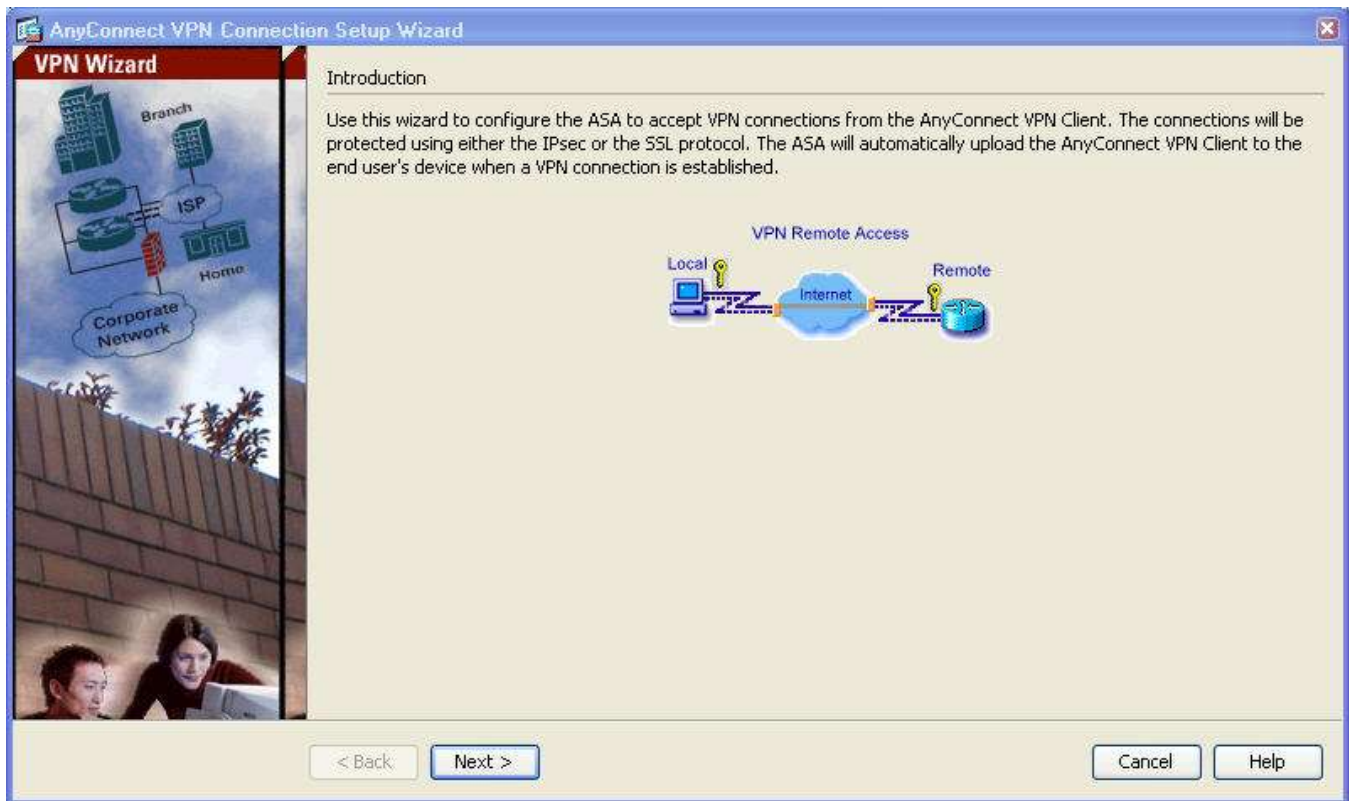 AnyConnect VPN Connection Setup Wizard
VPN Wizard
Branch
ISP
Home
Corporate
Network
Introduction
Use this wizard to configure the ASA to accept VPN connections from the AnyConnect VPN Client. The connections will be
protected using either the IPsec or the SSL protocol. The ASA will automatically upload the AnyConnect VPN Client to the
end user's device when a VPN connection is established.
VPN Remote Access
Local
Internet
Remote
< Back
Next >
Cancel
Help